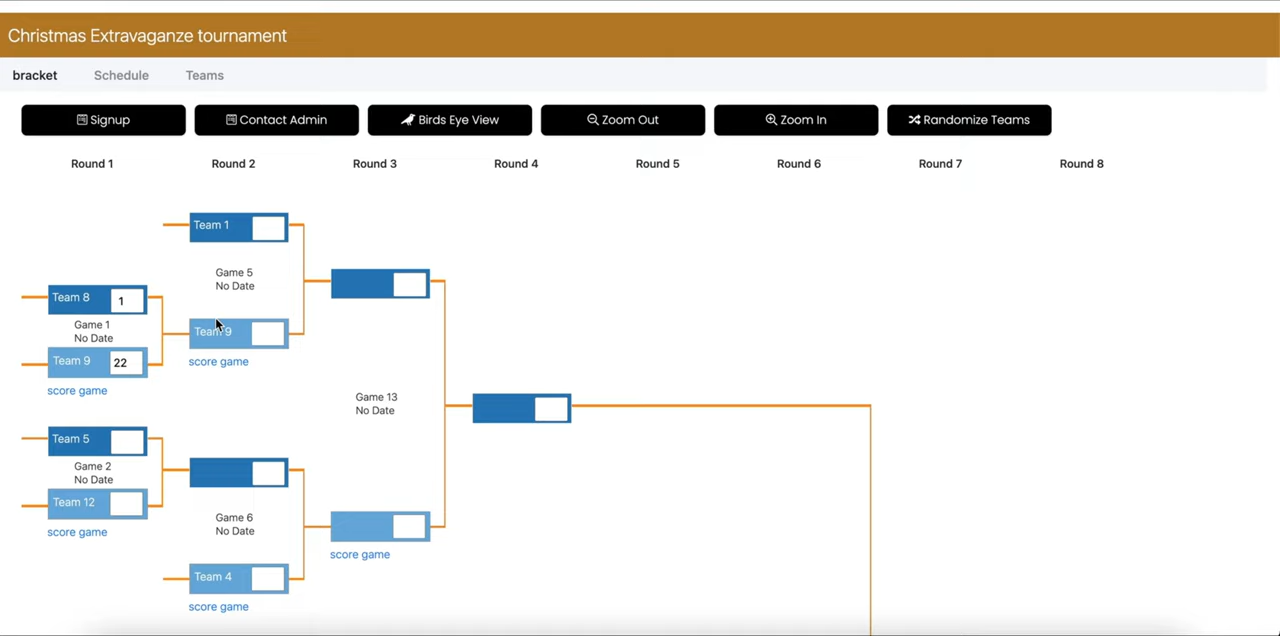 Christmas Extravaganze tournament
bracket Schedule Teams
Signup Contact Admin Birds Eye View Zoom Out Zoom In Randomize Teams
Round 1 Round 2 Round 3 Round 4 Round 5 Round 6 Round 7 Round 8
Team 1
Game 5
No Date
Team 8 1
Game 1
No Date
Team 9
score game
Team 9 22
score game
Game 13
No Date
Team 5
Game 2
No Date
Team 12
score game
Game 6
No Date
score game
Team 4
score game